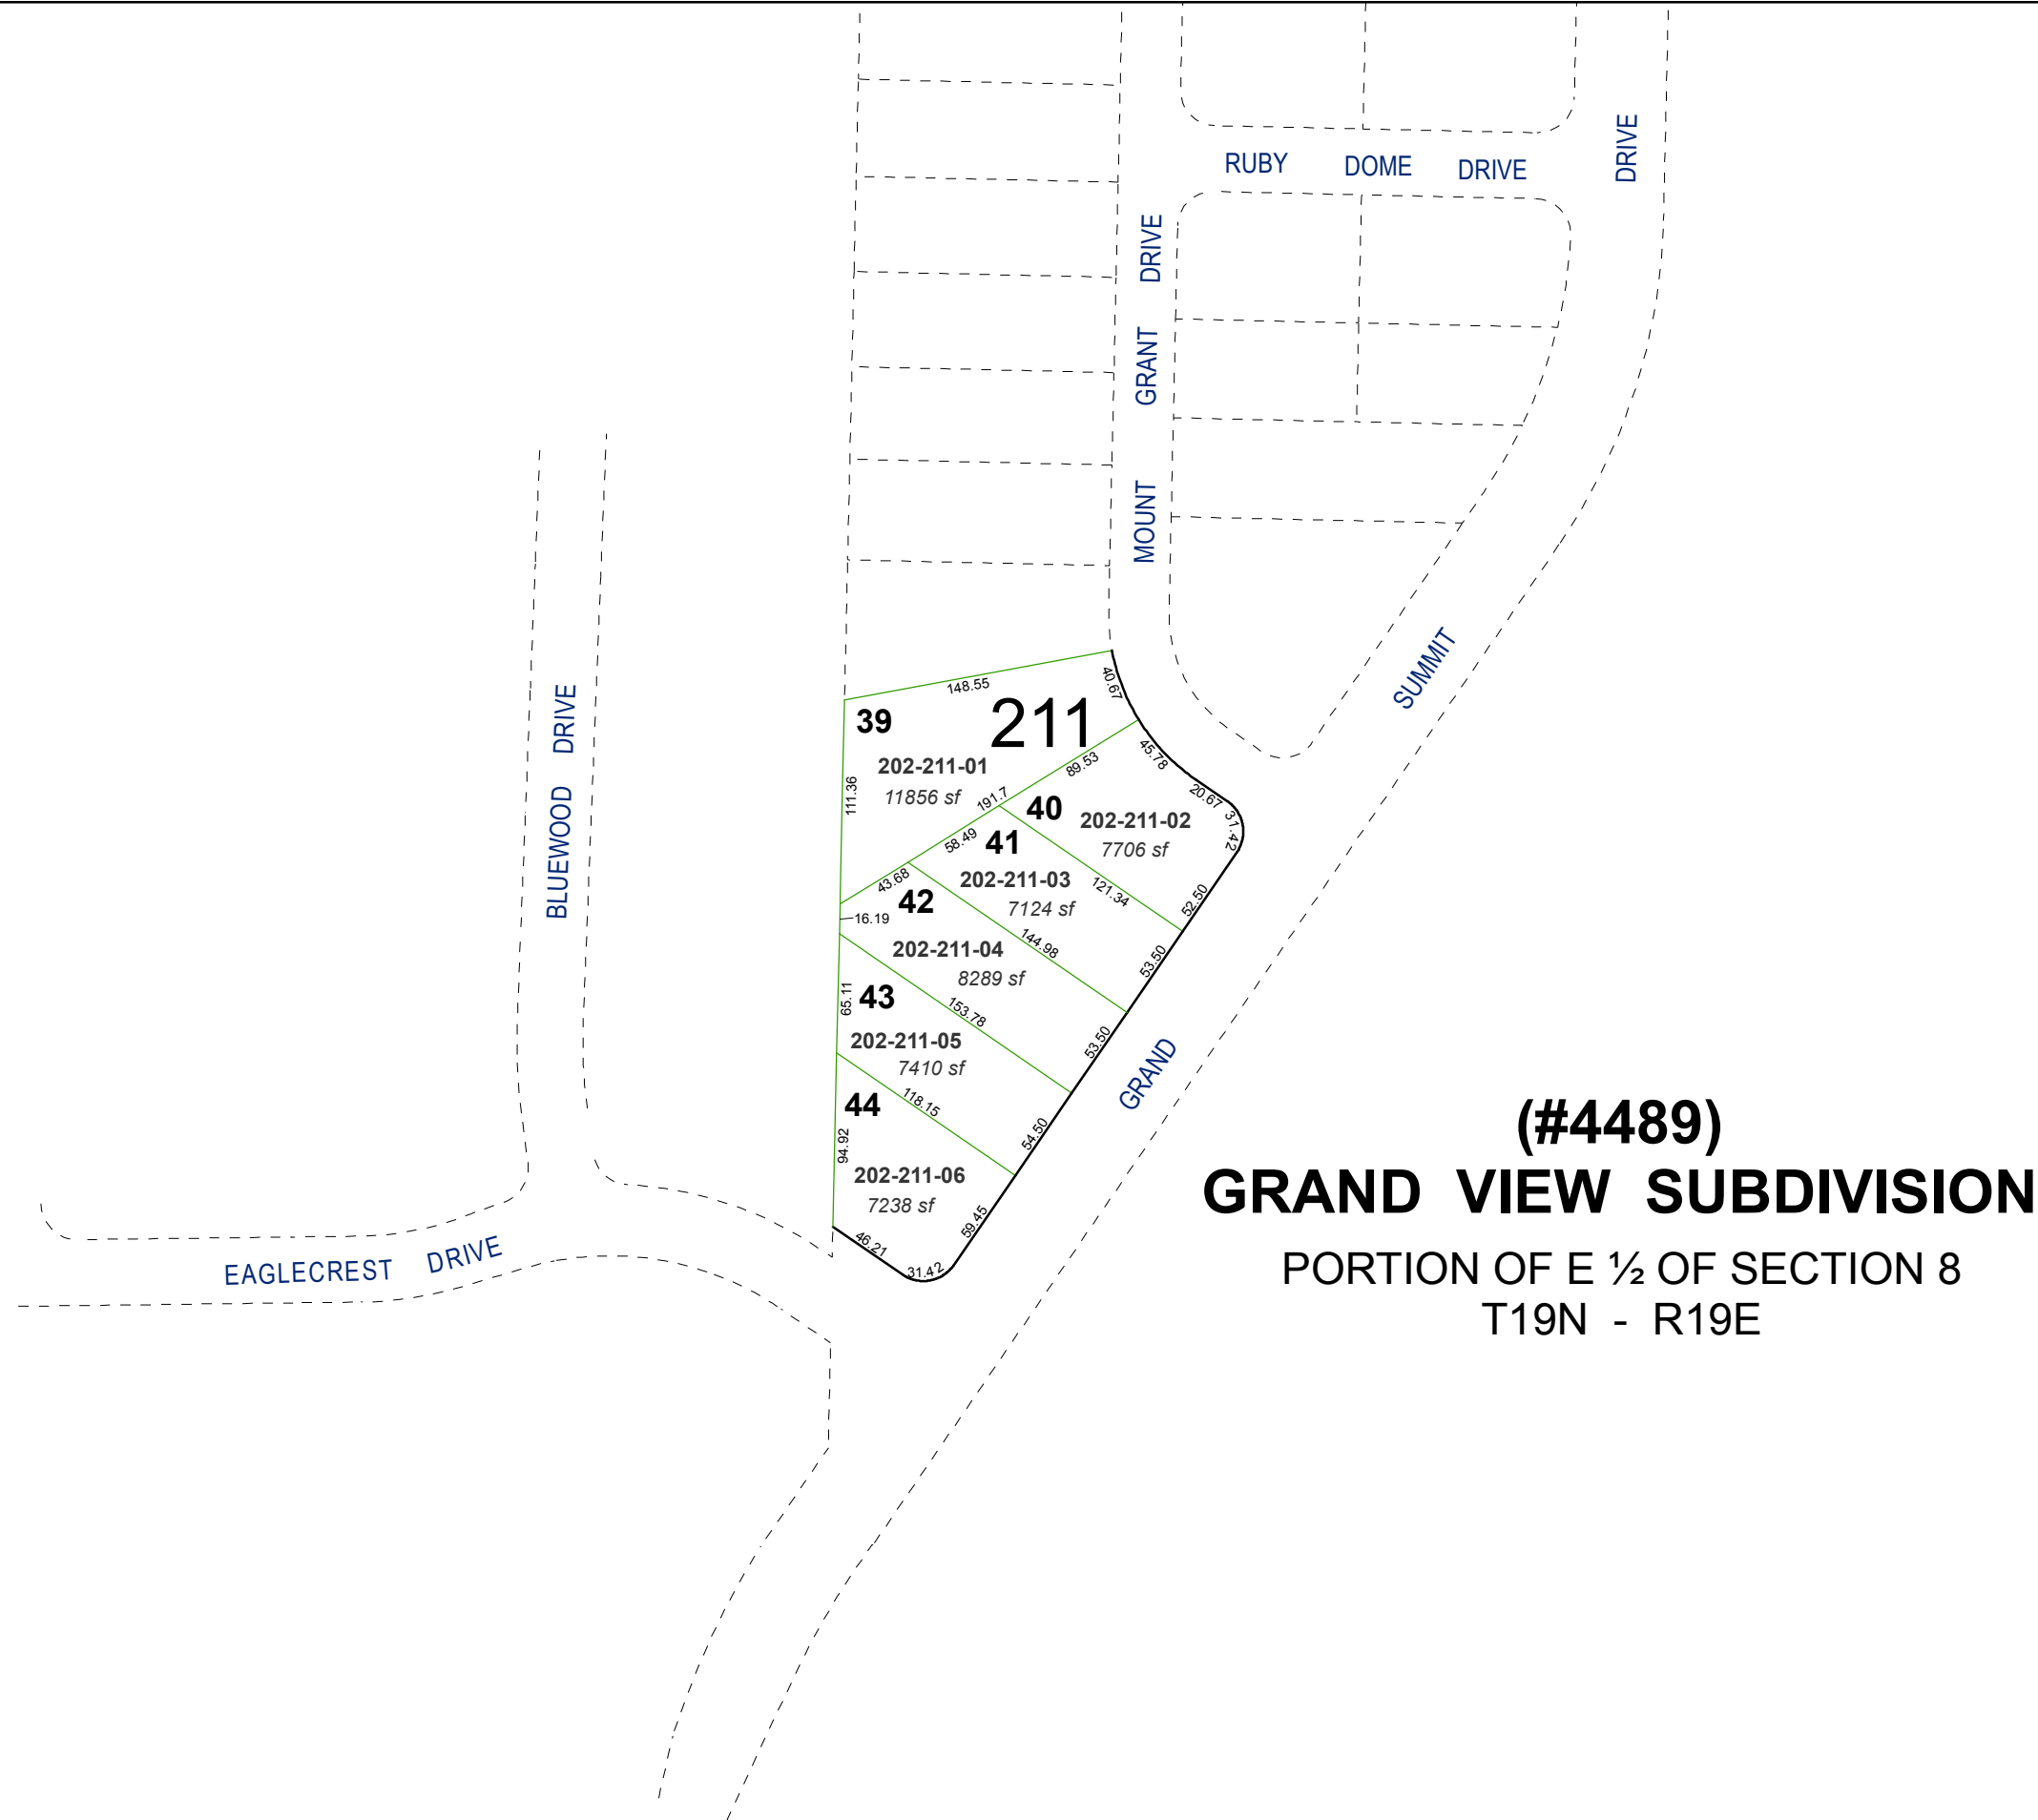 RUBY DOME DRIVE
DRIVE
MOUNT GRANT DRIVE
SUMMIT
GRAND
BLUEWOOD DRIVE
EAGLECREST DRIVE
148.55
40.67
39
211
202-211-01
11856 sf
111.36
191.7
89.53
45.78
20.67
31.42
40
202-211-02
7706 sf
58.49
41
202-211-03
7124 sf
121.34
52.50
43.68
42
16.19
202-211-04
8289 sf
144.98
53.50
65.11
43
153.78
202-211-05
7410 sf
53.50
44
118.15
94.92
54.50
202-211-06
7238 sf
59.45
46.21
31.42
(#4489)
GRAND VIEW SUBDIVISION
PORTION OF E ½ OF SECTION 8
T19N - R19E